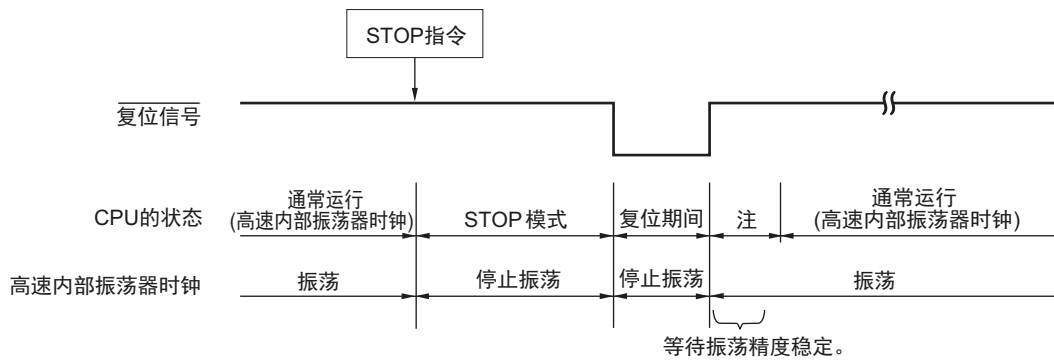 STOP指令
复位信号
CPU的状态
通常运行
(高速内部振荡器时钟)
STOP模式
复位期间
注
通常运行
(高速内部振荡器时钟)
高速内部振荡器时钟
振荡
停止振荡
停止振荡
振荡
等待振荡精度稳定。